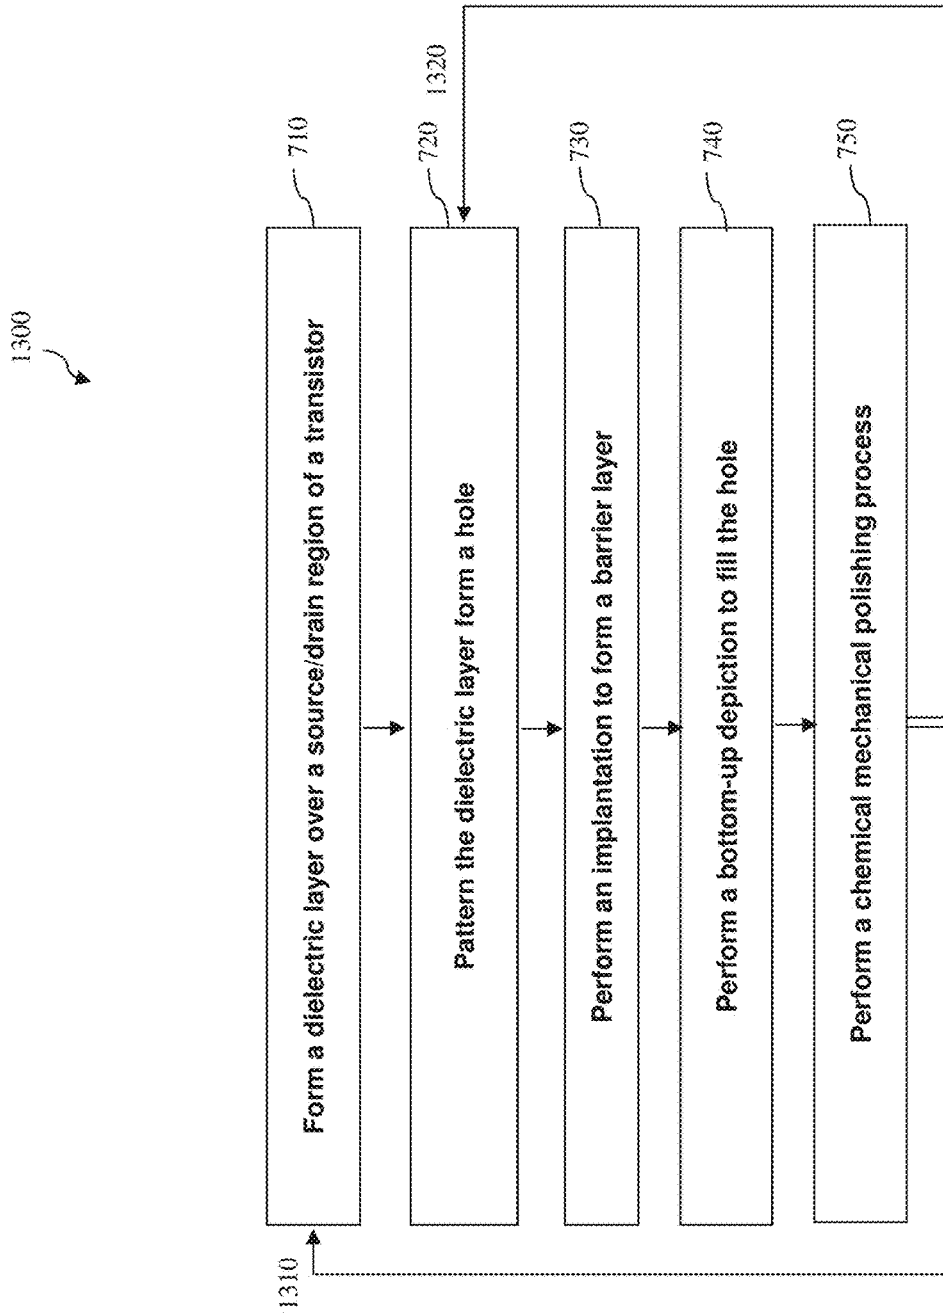 1300
1310
Form a dielectric layer over a source/drain region of a transistor
710
Pattern the dielectric layer form a hole
720
1320
Perform an implantation to form a barrier layer
730
Perform a bottom-up depiction to fill the hole
740
Perform a chemical mechanical polishing process
750